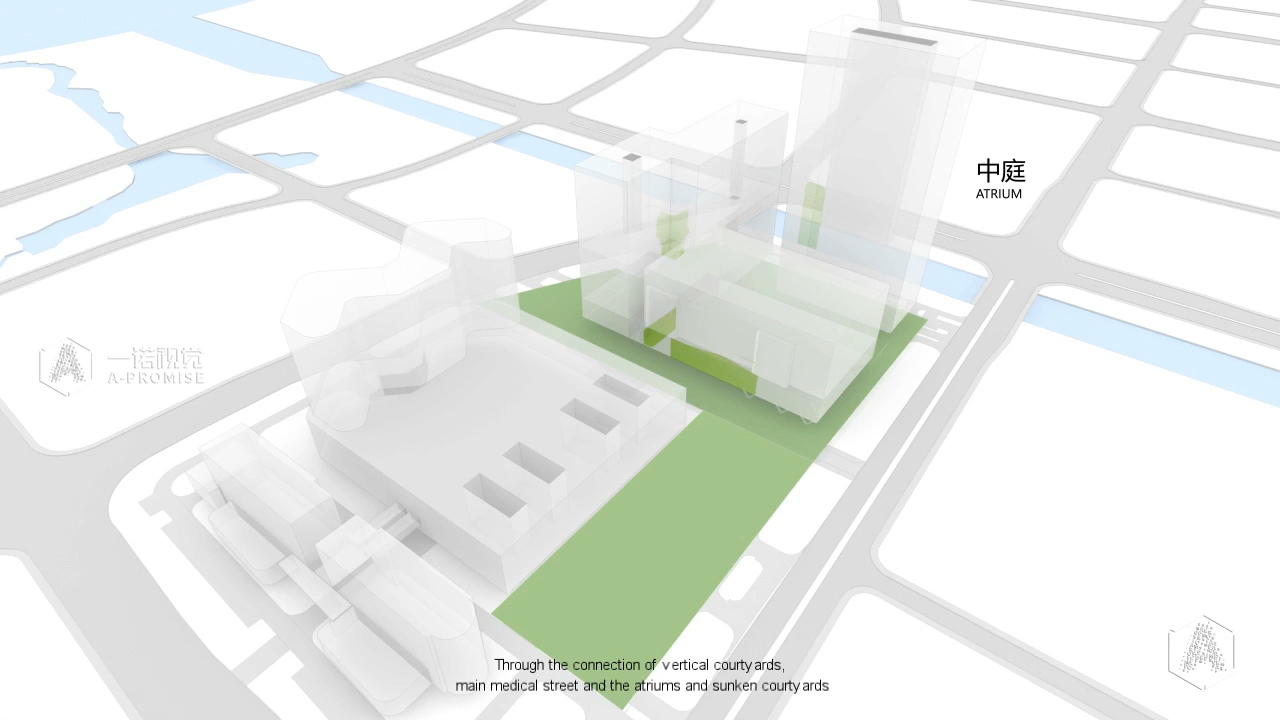 中庭
ATRIUM
一诺视觉
A-PROMISE
Through the connection of vertical courtyards,
main medical street and the atriums and sunken courtyards